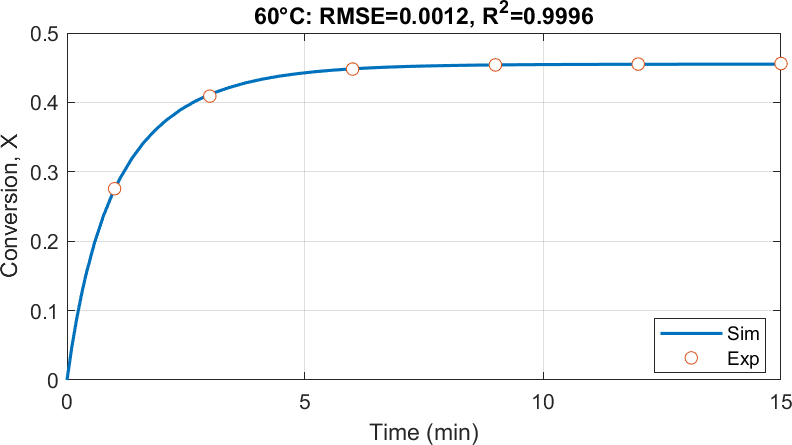 60°C: RMSE=0.0012, R²=0.9996
0.5
0.4
0.3
0.2
0.1
0
Conversion, X
0 5 10 15
Time (min)
Sim
Exp